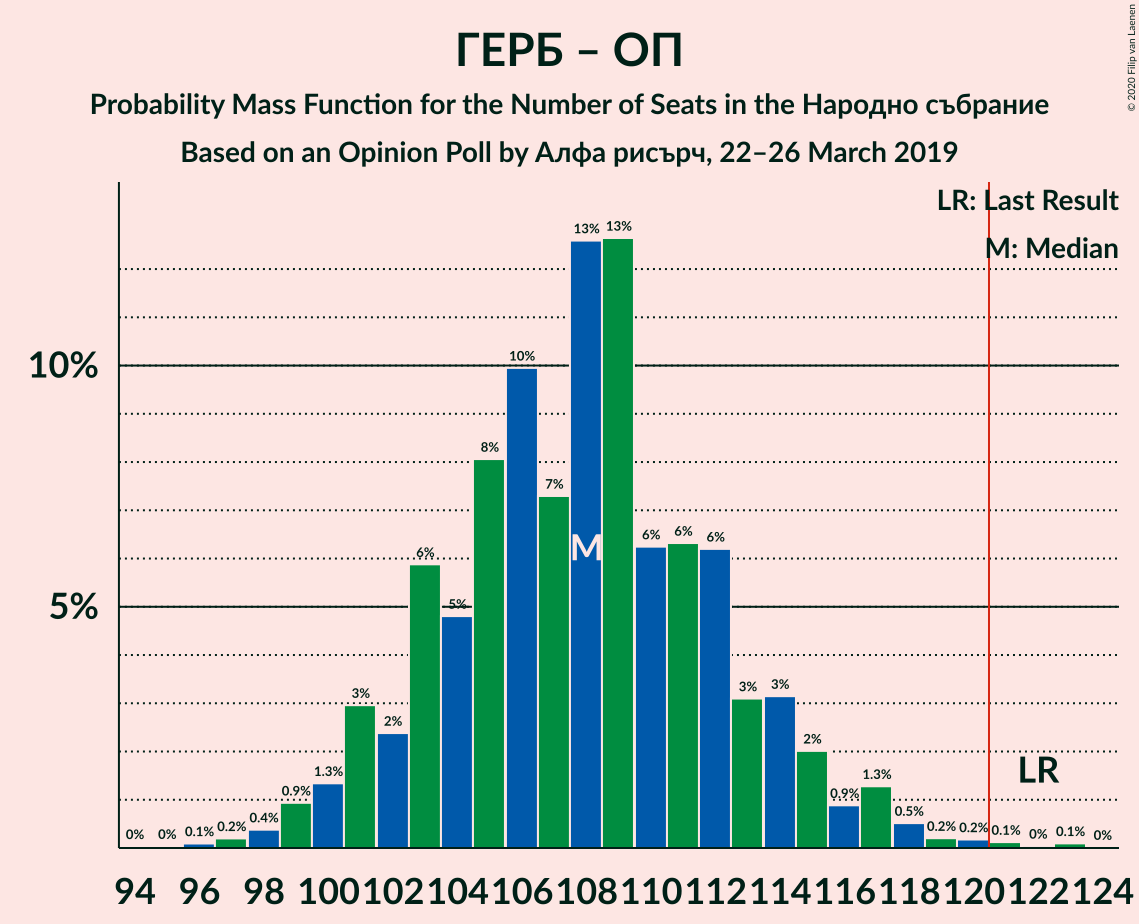 ГЕРБ – ОП
Probability Mass Function for the Number of Seats in the Народно събрание
Based on an Opinion Poll by Алфа рисърч, 22–26 March 2019
© 2020 Filip van Laenen
LR: Last Result
M: Median
10%
5%
0% 0% 0.1% 0.2% 0.4% 0.9% 1.3% 3% 2% 6% 5% 8% 10% 7% 13% 13% 6% 6% 6% 3% 3% 2% 0.9% 1.3% 0.5% 0.2% 0.2% 0.1% 0% 0.1% 0%
M
LR
94 96 98 100 102 104 106 108 110 112 114 116 118 120 122 124